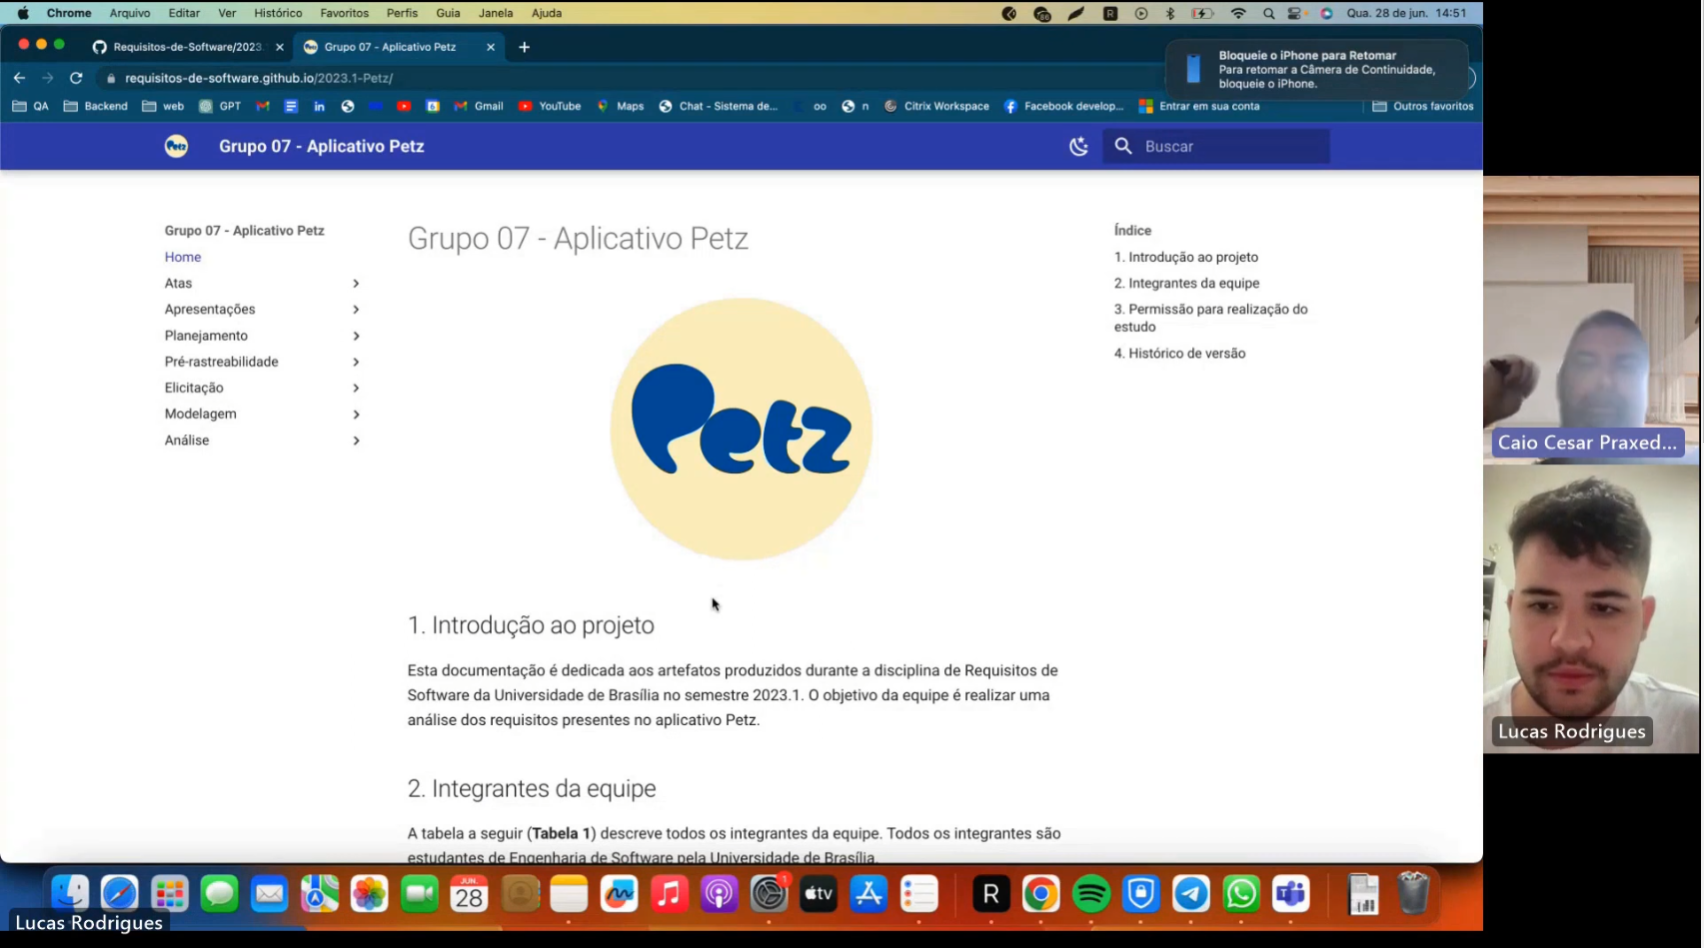 Chrome Arquivo Editar Ver Histórico Favoritos Perfis Guia Janela Ajuda
Qua. 28 de jun. 14:51
Requisitos-de-Software/2023.
Grupo 07 - Aplicativo Petz
requisitos-de-software.github.io/2023.1-Petz/
Bloqueie o iPhone para Retomar
Para retomar a Câmera de Continuidade,
bloqueie o iPhone.
QA Backend web GPT in Gmail YouTube Maps Chat - Sistema de... oo n Citrix Workspace Facebook develop... Entrar em sua conta Outros favoritos
Petz
Grupo 07 - Aplicativo Petz
Buscar
Grupo 07 - Aplicativo Petz
Home
Atas
Apresentações
Planejamento
Pré-rastreabilidade
Elicitação
Modelagem
Análise
Grupo 07 - Aplicativo Petz
Petz
1. Introdução ao projeto
Esta documentação é dedicada aos artefatos produzidos durante a disciplina de Requisitos de
Software da Universidade de Brasília no semestre 2023.1. O objetivo da equipe é realizar uma
análise dos requisitos presentes no aplicativo Petz.
2. Integrantes da equipe
A tabela a seguir (Tabela 1) descreve todos os integrantes da equipe. Todos os integrantes são
estudantes de Engenharia de Software pela Universidade de Brasília.
Índice
1. Introdução ao projeto
2. Integrantes da equipe
3. Permissão para realização do
estudo
4. Histórico de versão
Caio Cesar Praxed...
Lucas Rodrigues
JUN.
28
1
tv
R
Lucas Rodrigues